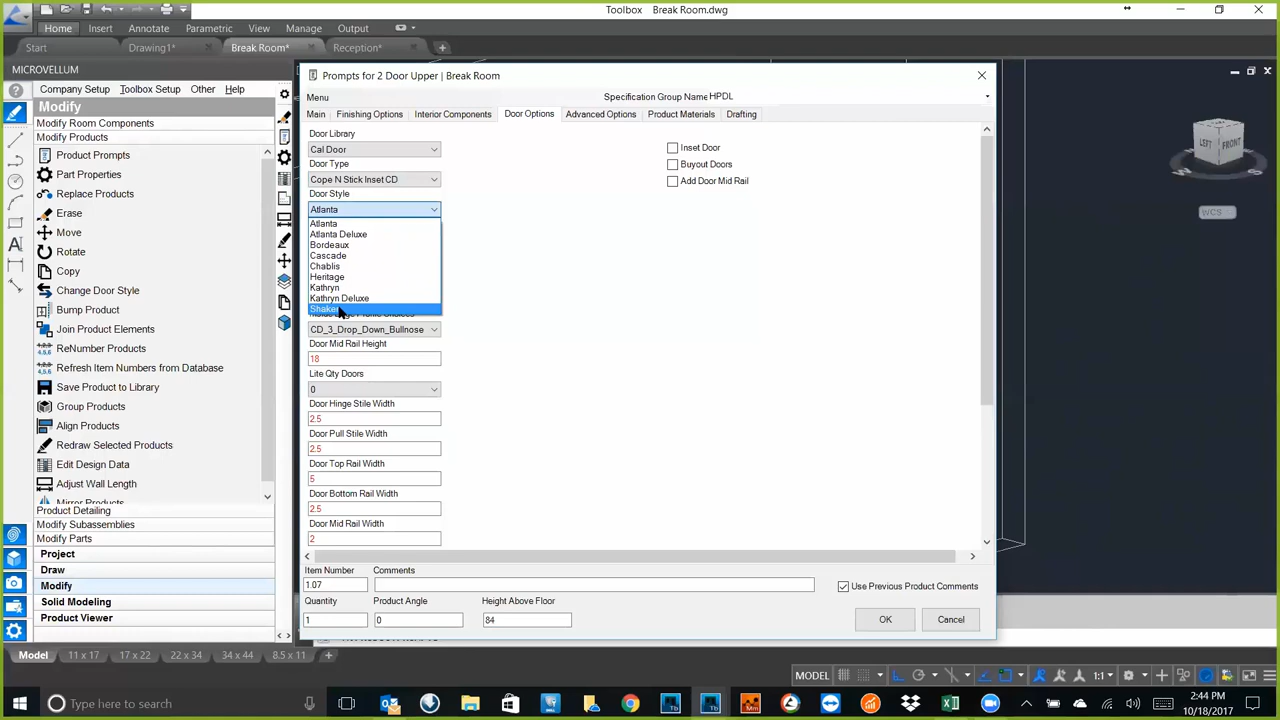 Toolbox Break Room.dwg
Home Insert Annotate Parametric View Manage Output
Start Drawing1* Break Room* Reception*
MICROVELLUM
Company Setup Toolbox Setup Other Help
Modify
Modify Room Components
Modify Products
Product Prompts
Part Properties
Replace Products
Erase
Move
Rotate
Copy
Change Door Style
Bump Product
Join Product Elements
ReNumber Products
Refresh Item Numbers from Database
Save Product to Library
Group Products
Align Products
Redraw Selected Products
Edit Design Data
Adjust Wall Length
Mirror Products
Product Detailing
Modify Subassemblies
Modify Parts
Project
Draw
Modify
Solid Modeling
Product Viewer
Prompts for 2 Door Upper | Break Room
Menu
Specification Group Name HPDL
Main Finishing Options Interior Components Door Options Advanced Options Product Materials Drafting
Door Library
Cal Door
Door Type
Cope N Stick Inset CD
Door Style
Atlanta
Atlanta
Atlanta Deluxe
Bordeaux
Cascade
Chablis
Heritage
Kathryn
Kathryn Deluxe
Shaker
CD_3_Drop_Down_Bullnose
Door Mid Rail Height
18
Lite Qty Doors
0
Door Hinge Stile Width
2.5
Door Pull Stile Width
2.5
Door Top Rail Width
5
Door Bottom Rail Width
2.5
Door Mid Rail Width
2
Inset Door
Buyout Doors
Add Door Mid Rail
Item Number Comments
1.07
Use Previous Product Comments
Quantity Product Angle Height Above Floor
1 0 84
OK Cancel
LEFT FRONT
S
WCS
Model 11 x 17 17 x 22 22 x 34 34 x 44 8.5 x 11
MODEL 1:1
Type here to search
2:44 PM
10/18/2017